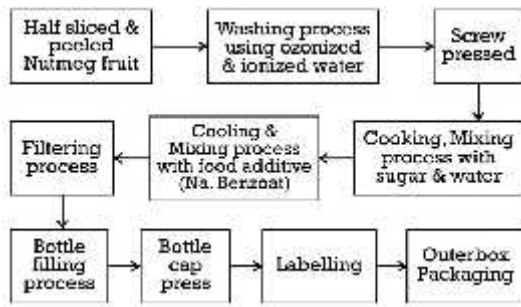 Half sliced &
peeled
Nutmeg fruit
Washing process
using ozonized
& ionized water
Screw
pressed
Cooking, Mixing
process with
sugar & water
Cooling &
Mixing process
with food additive
(Na. Benzoat)
Filtering
process
Bottle
filling
process
Bottle
cap
press
Labelling
Outerbox
Packaging